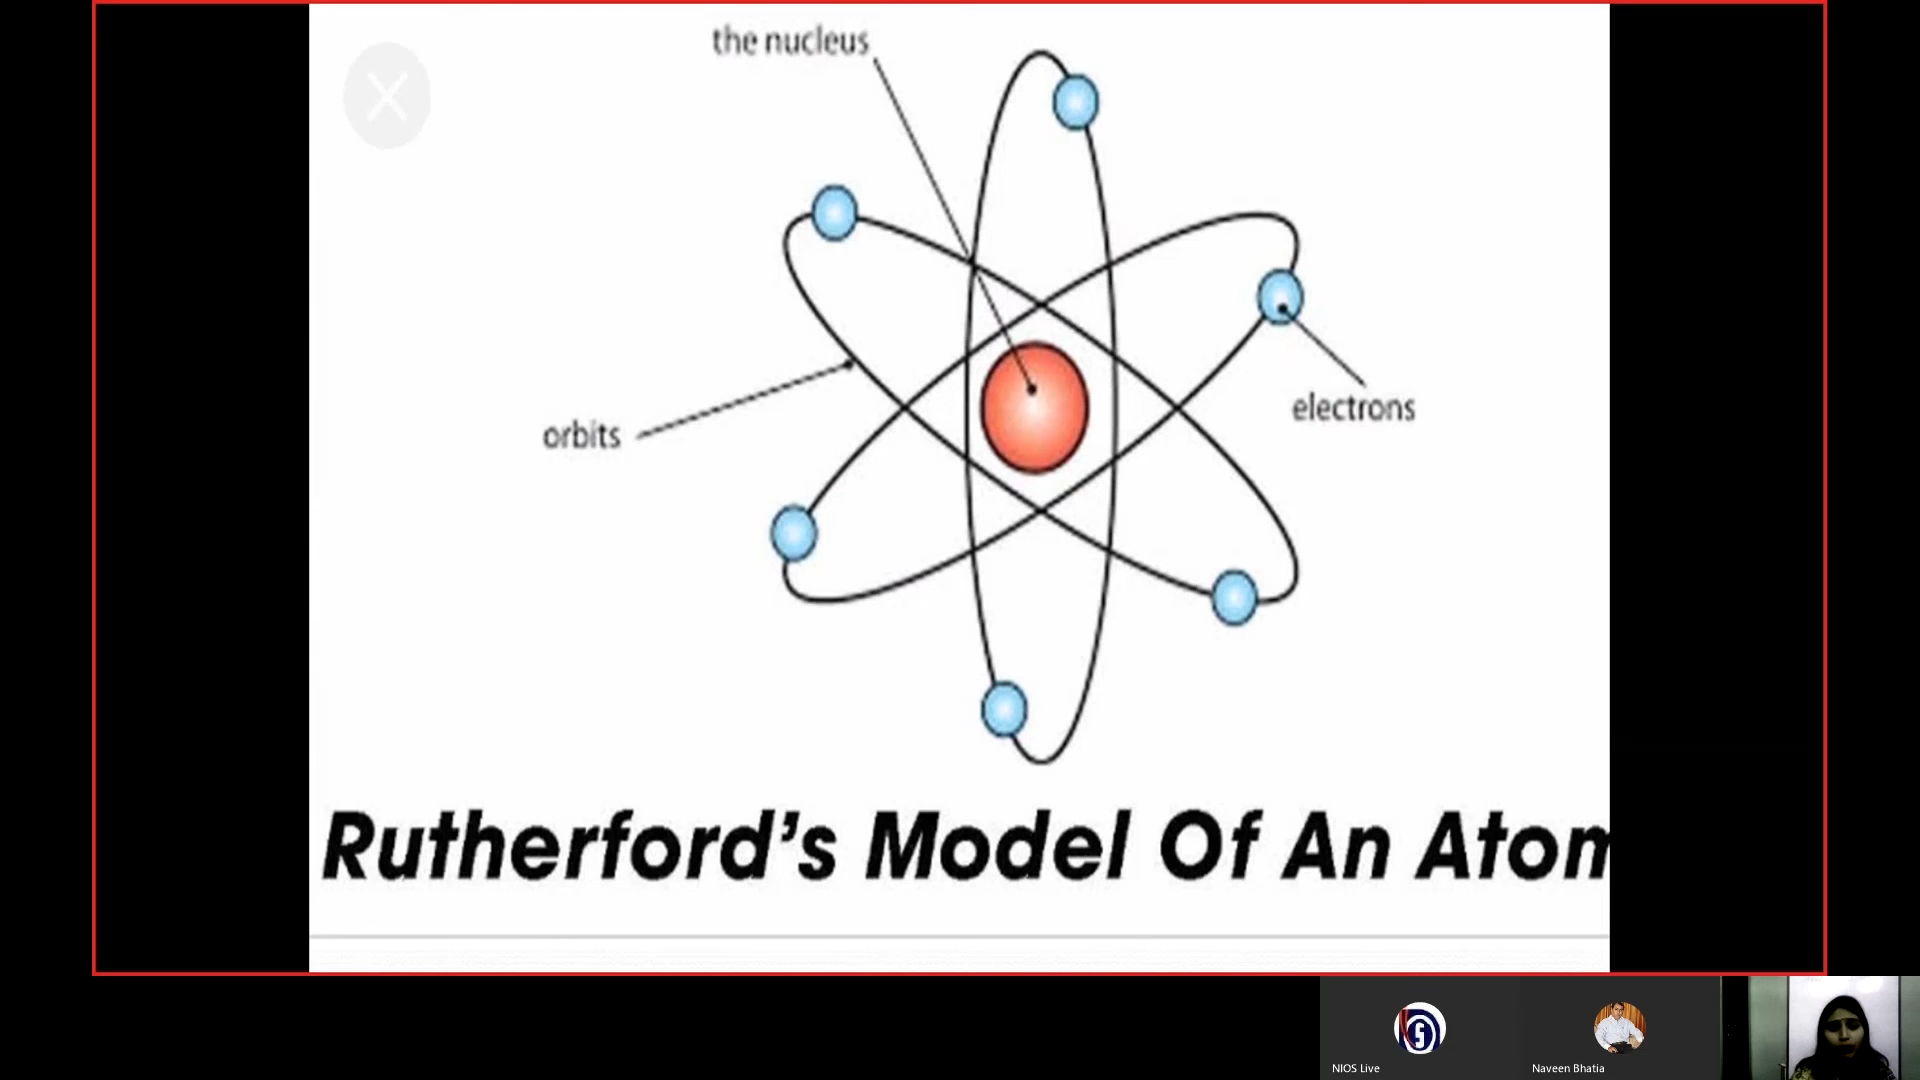 the nucleus
orbits
electrons
Rutherford's Model Of An Atom
NIOS Live
Naveen Bhatia